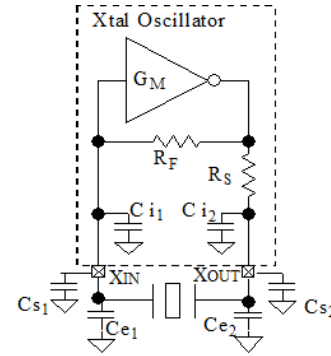 Xtal Oscillator
GM
RF
RS
Ci1 Ci2
XIN XOUT
Cs1 Cs2
Ce1 Ce2